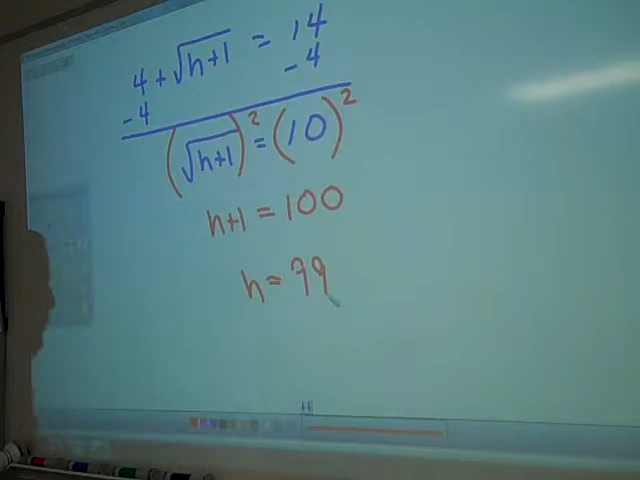 4 + √h+1 = 14
-4 -4
(√h+1)² = (10)²
h+1 = 100
h = 99